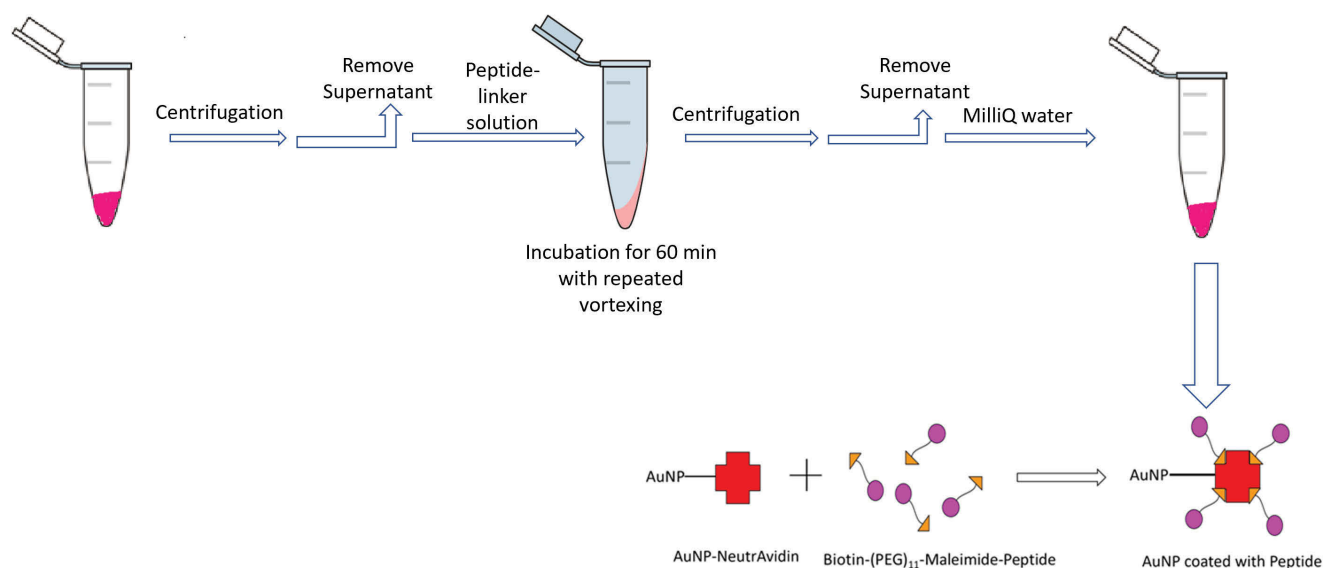 Centrifugation
Remove
Supernatant
Peptide-
linker
solution
Incubation for 60 min
with repeated
vortexing
Centrifugation
Remove
Supernatant
MilliQ water
AuNP
AuNP
AuNP-NeutrAvidin
Biotin-(PEG)₁₁-Maleimide-Peptide
AuNP coated with Peptide